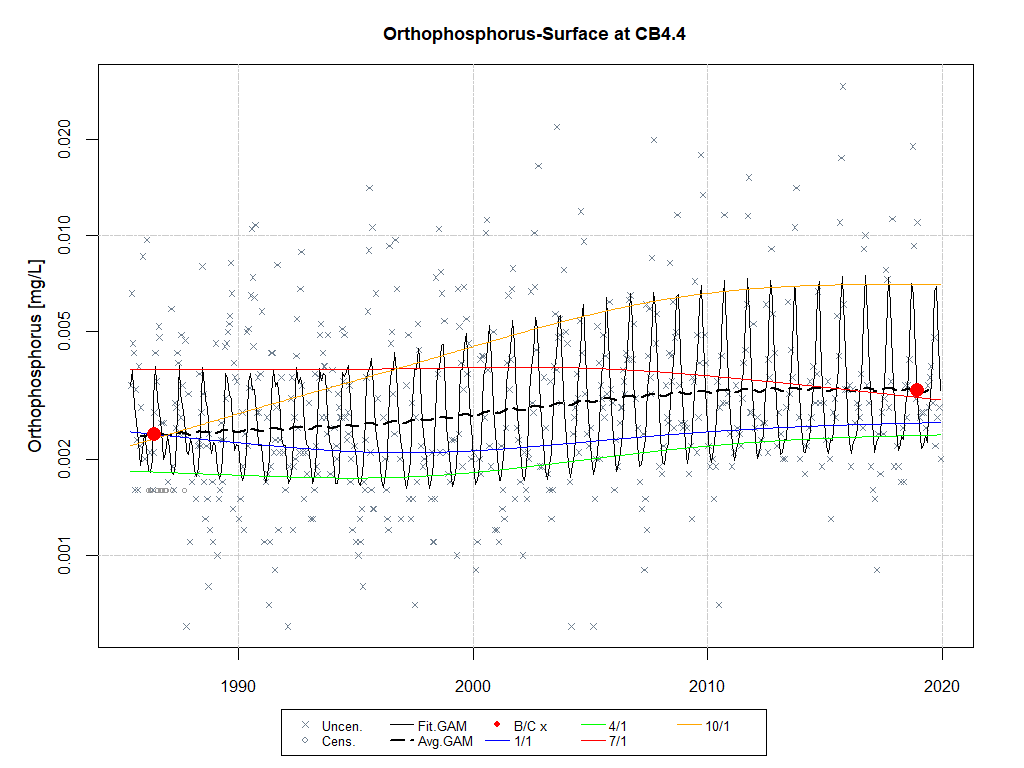 Orthophosphorus-Surface at CB4.4
Orthophosphorus [mg/L]
0.020
0.010
0.005
0.002
0.001
1990 2000 2010 2020
Uncen. Fit.GAM B/C x 4/1 10/1
Cens. Avg.GAM 1/1 7/1